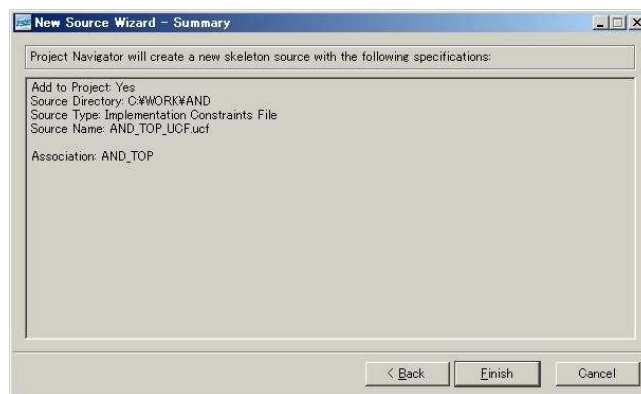 ISE New Source Wizard - Summary
Project Navigator will create a new skeleton source with the following specifications:
Add to Project: Yes
Source Directory: C:¥WORK¥AND
Source Type: Implementation Constraints File
Source Name: AND_TOP_UCF.ucf
Association: AND_TOP
< Back
Finish
Cancel